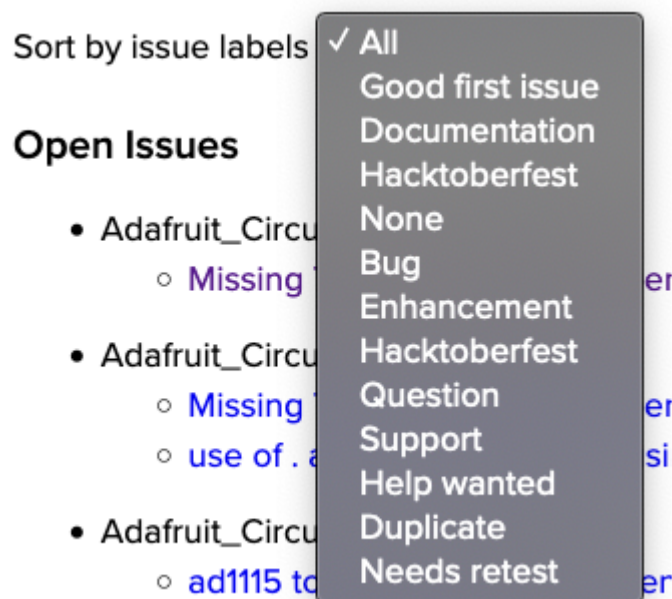 Sort by issue labels ✓ All
Good first issue
Documentation
Hacktoberfest
None
Bug
Enhancement
Hacktoberfest
Question
Support
Help wanted
Duplicate
Needs retest
Open Issues
• Adafruit_Circu
○ Missing
• Adafruit_Circu
○ Missing
○ use of .
• Adafruit_Circu
○ ad1115 to